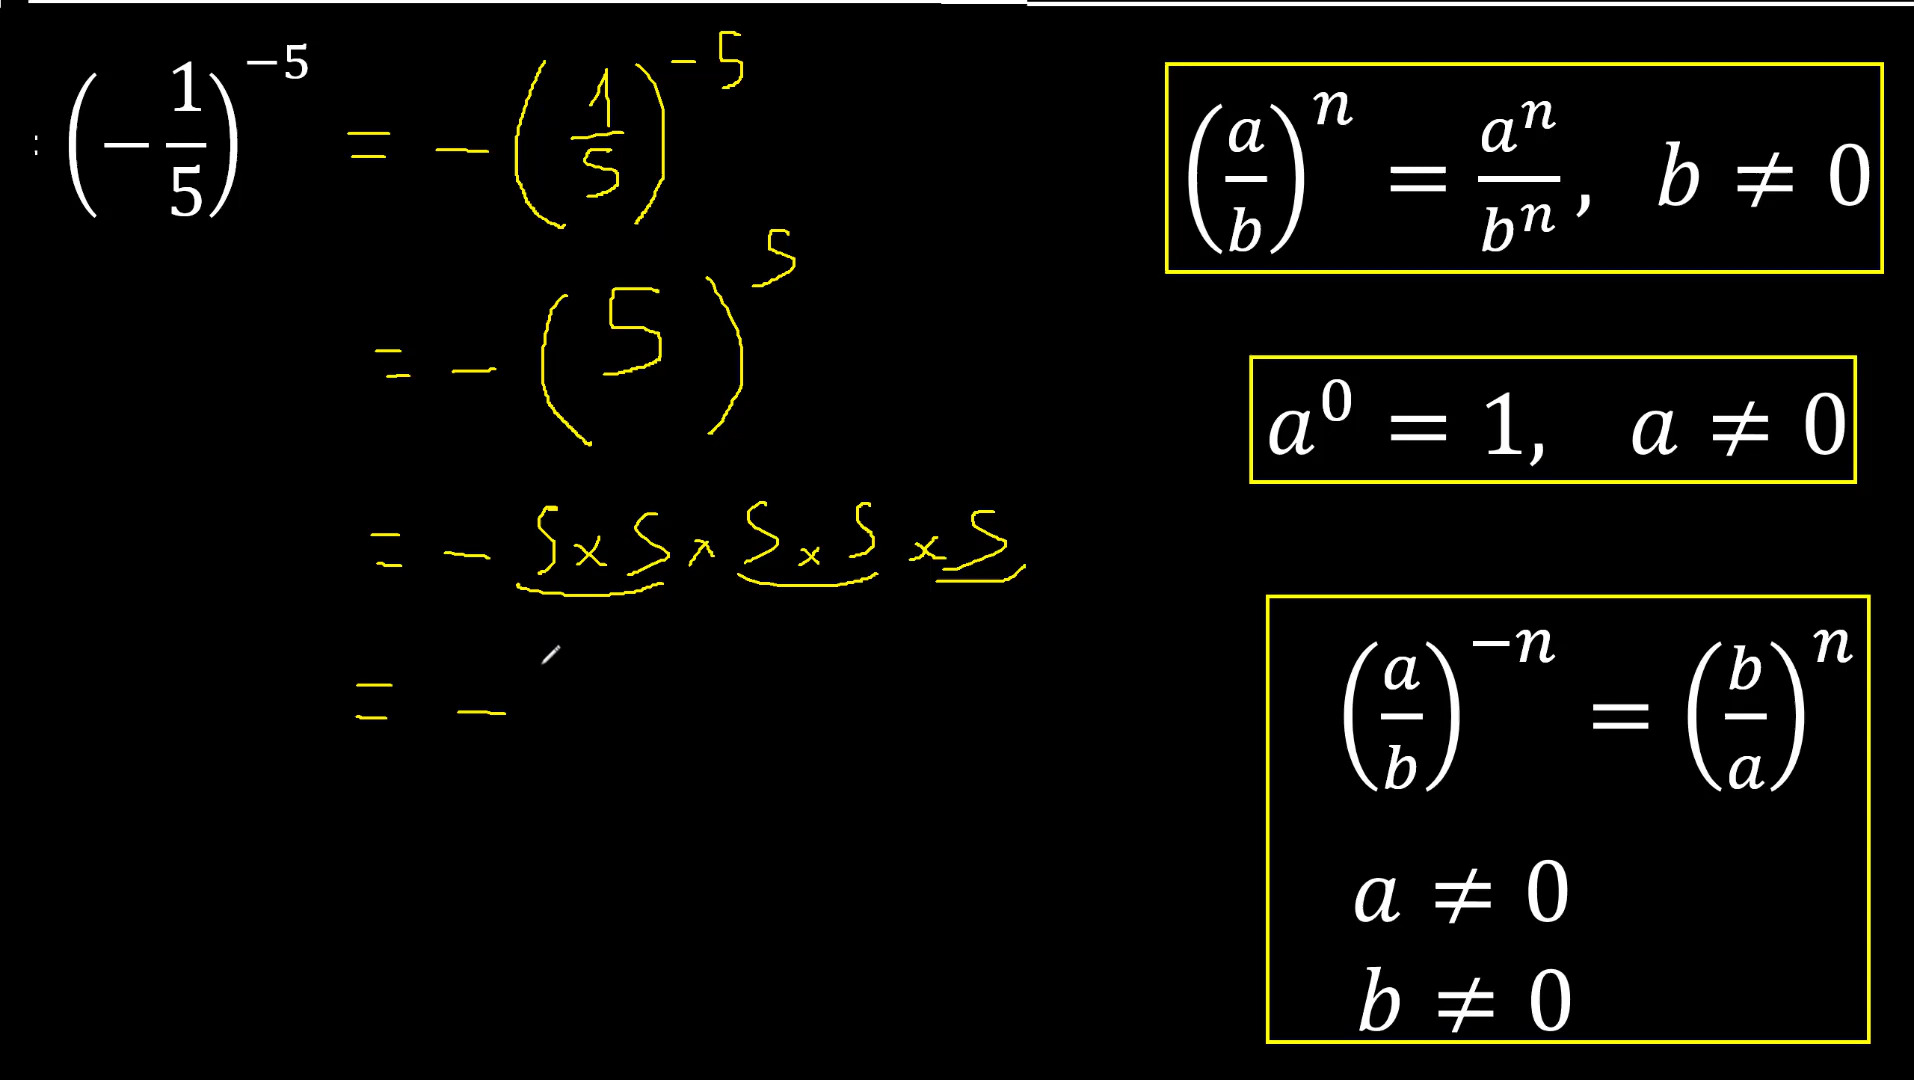 : (−1/5)^−5 = −(1/5)^−5
= −(5)^5
= − 5 × 5 × 5 × 5 × 5
= −
(a/b)^n = a^n/b^n, b ≠ 0
a^0 = 1, a ≠ 0
(a/b)^−n = (b/a)^n
a ≠ 0
b ≠ 0